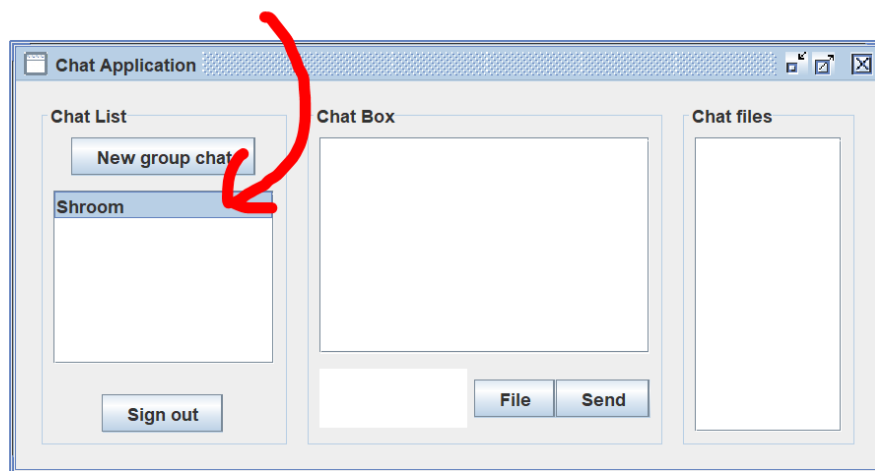 Chat Application
Chat List
Chat Box
Chat files
New group chat
Shroom
Sign out
File
Send